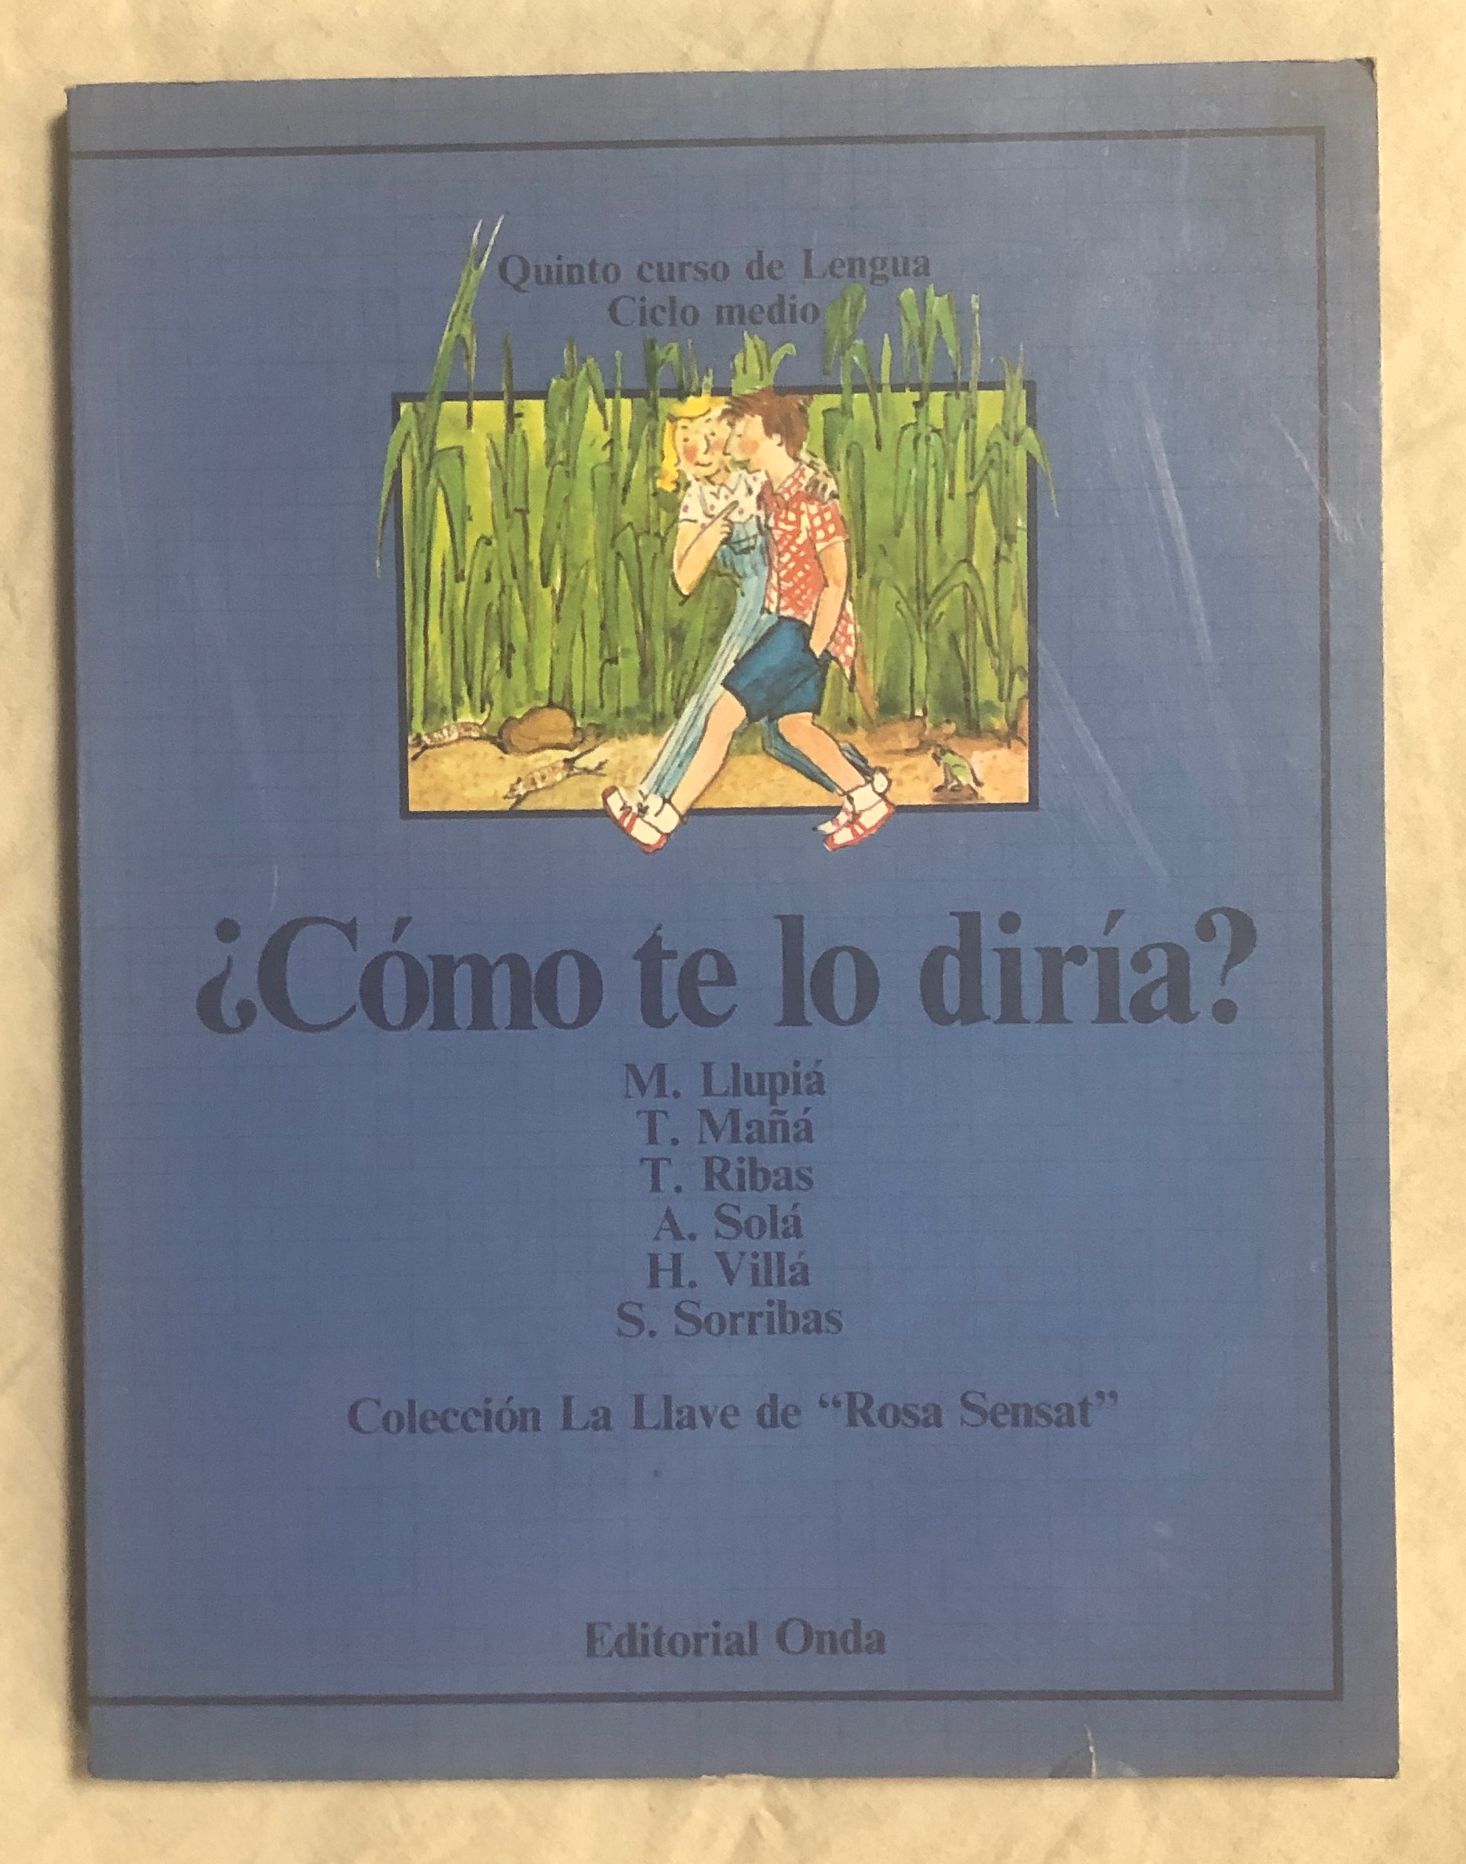 Quinto curso de Lengua
Ciclo medio
¿Cómo te lo diría?
M. Llupiá
T. Mañá
T. Ribas
A. Solá
H. Villá
S. Sorribas
Colección La Llave de “Rosa Sensat”
Editorial Onda